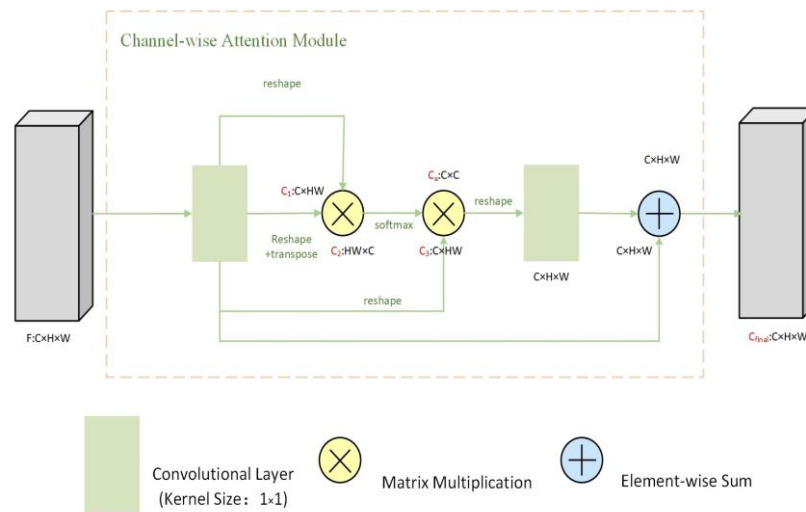 Channel-wise Attention Module
reshape
C₁:C×HW
Reshape
+transpose
C₂:HW×C
softmax
Cₐ:C×C
C₃:C×HW
reshape
reshape
C×H×W
C×H×W
C×H×W
F:C×H×W
C_final:C×H×W
Convolutional Layer
(Kernel Size：1×1)
Matrix Multiplication
Element-wise Sum